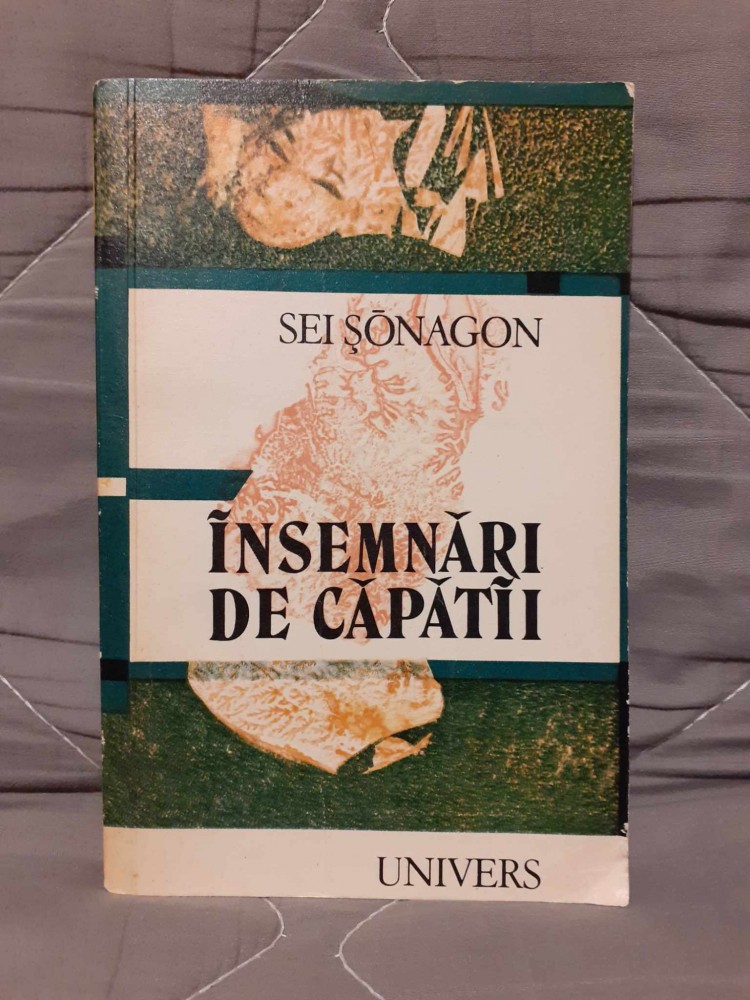 SEI ŞŌNAGON
ÎNSEMNĂRI
DE CĂPĂTÎI
UNIVERS